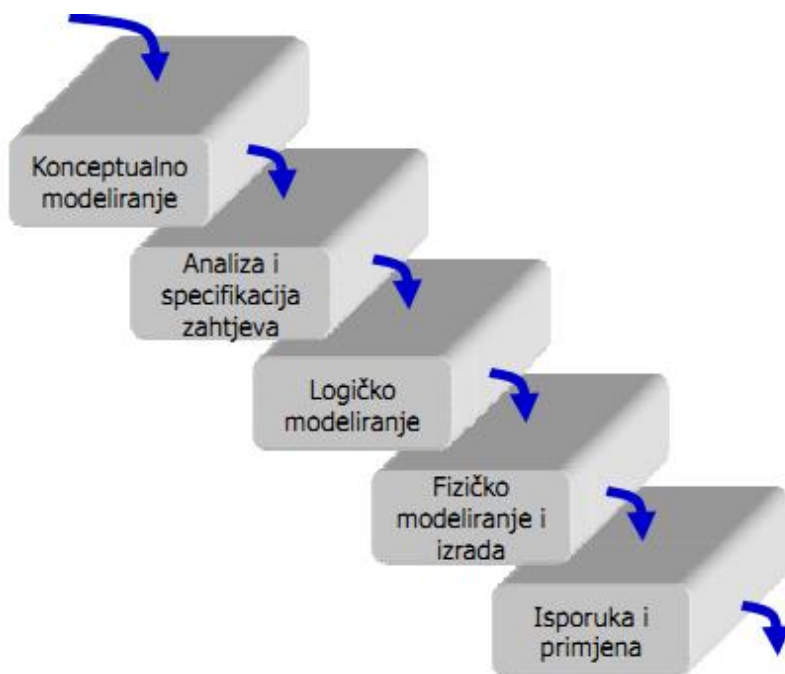 Konceptualno
modeliranje
Analiza i
specifikacija
zahtjeva
Logičko
modeliranje
Fizičko
modeliranje i
izrada
Isporuka i
primjena